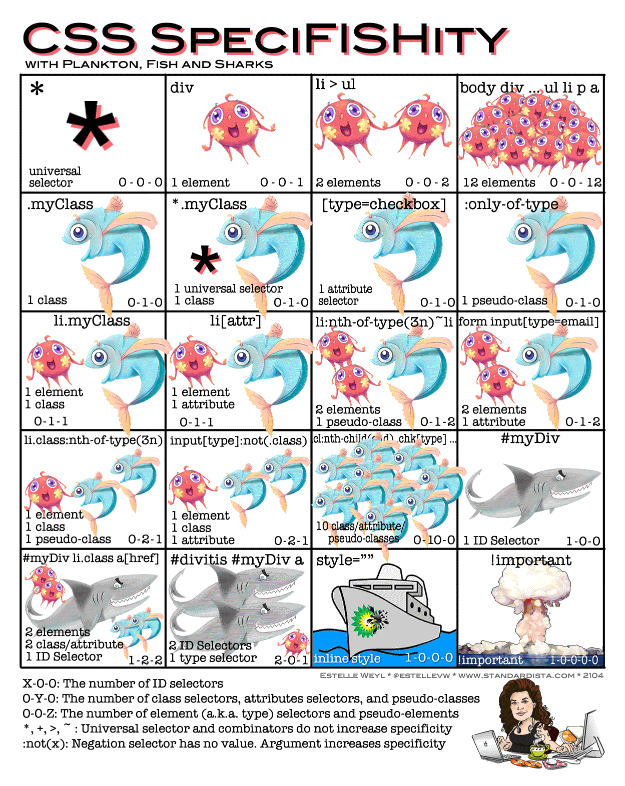 CSS SpeciFISHity
with Plankton, Fish and Sharks
*
*
universal
selector
0-0-0
div
1 element
0-0-1
li > ul
2 elements
0-0-2
body div ... ul li p a
12 elements
0-0-12
.myClass
1 class
0-1-0
*.myClass
*
1 universal selector
1 class
0-1-0
[type=checkbox]
1 attribute
selector
0-1-0
:only-of-type
1 pseudo-class
0-1-0
li.myClass
1 element
1 class
0-1-1
li[attr]
1 element
1 attribute
0-1-1
li:nth-of-type(3n)~li
2 elements
1 pseudo-class
0-1-2
form input[type=email]
2 elements
1 attribute
0-1-2
li.class:nth-of-type(3n)
1 element
1 class
1 pseudo-class
0-2-1
input[type]:not(.class)
1 element
1 class
1 attribute
0-2-1
chk[type] ...
10 class/attribute/
pseudo-classes
0-10-0
#myDiv
1 ID Selector
1-0-0
#myDiv li.class a[href]
2 elements
2 class/attribute
1 ID Selector
1-2-2
#divitis #myDiv a
2 ID Selectors
1 type selector
2-0-1
style=""
inline style
1-0-0-0
!important
!important
1-0-0-0-0
Estelle Weyl * @estellevw * www.standardista.com * 2104
X-0-0: The number of ID selectors
0-Y-0: The number of class selectors, attributes selectors, and pseudo-classes
0-0-Z: The number of element (a.k.a. type) selectors and pseudo-elements
*, +, >, ~ : Universal selector and combinators do not increase specificity
:not(x): Negation selector has no value. Argument increases specificity